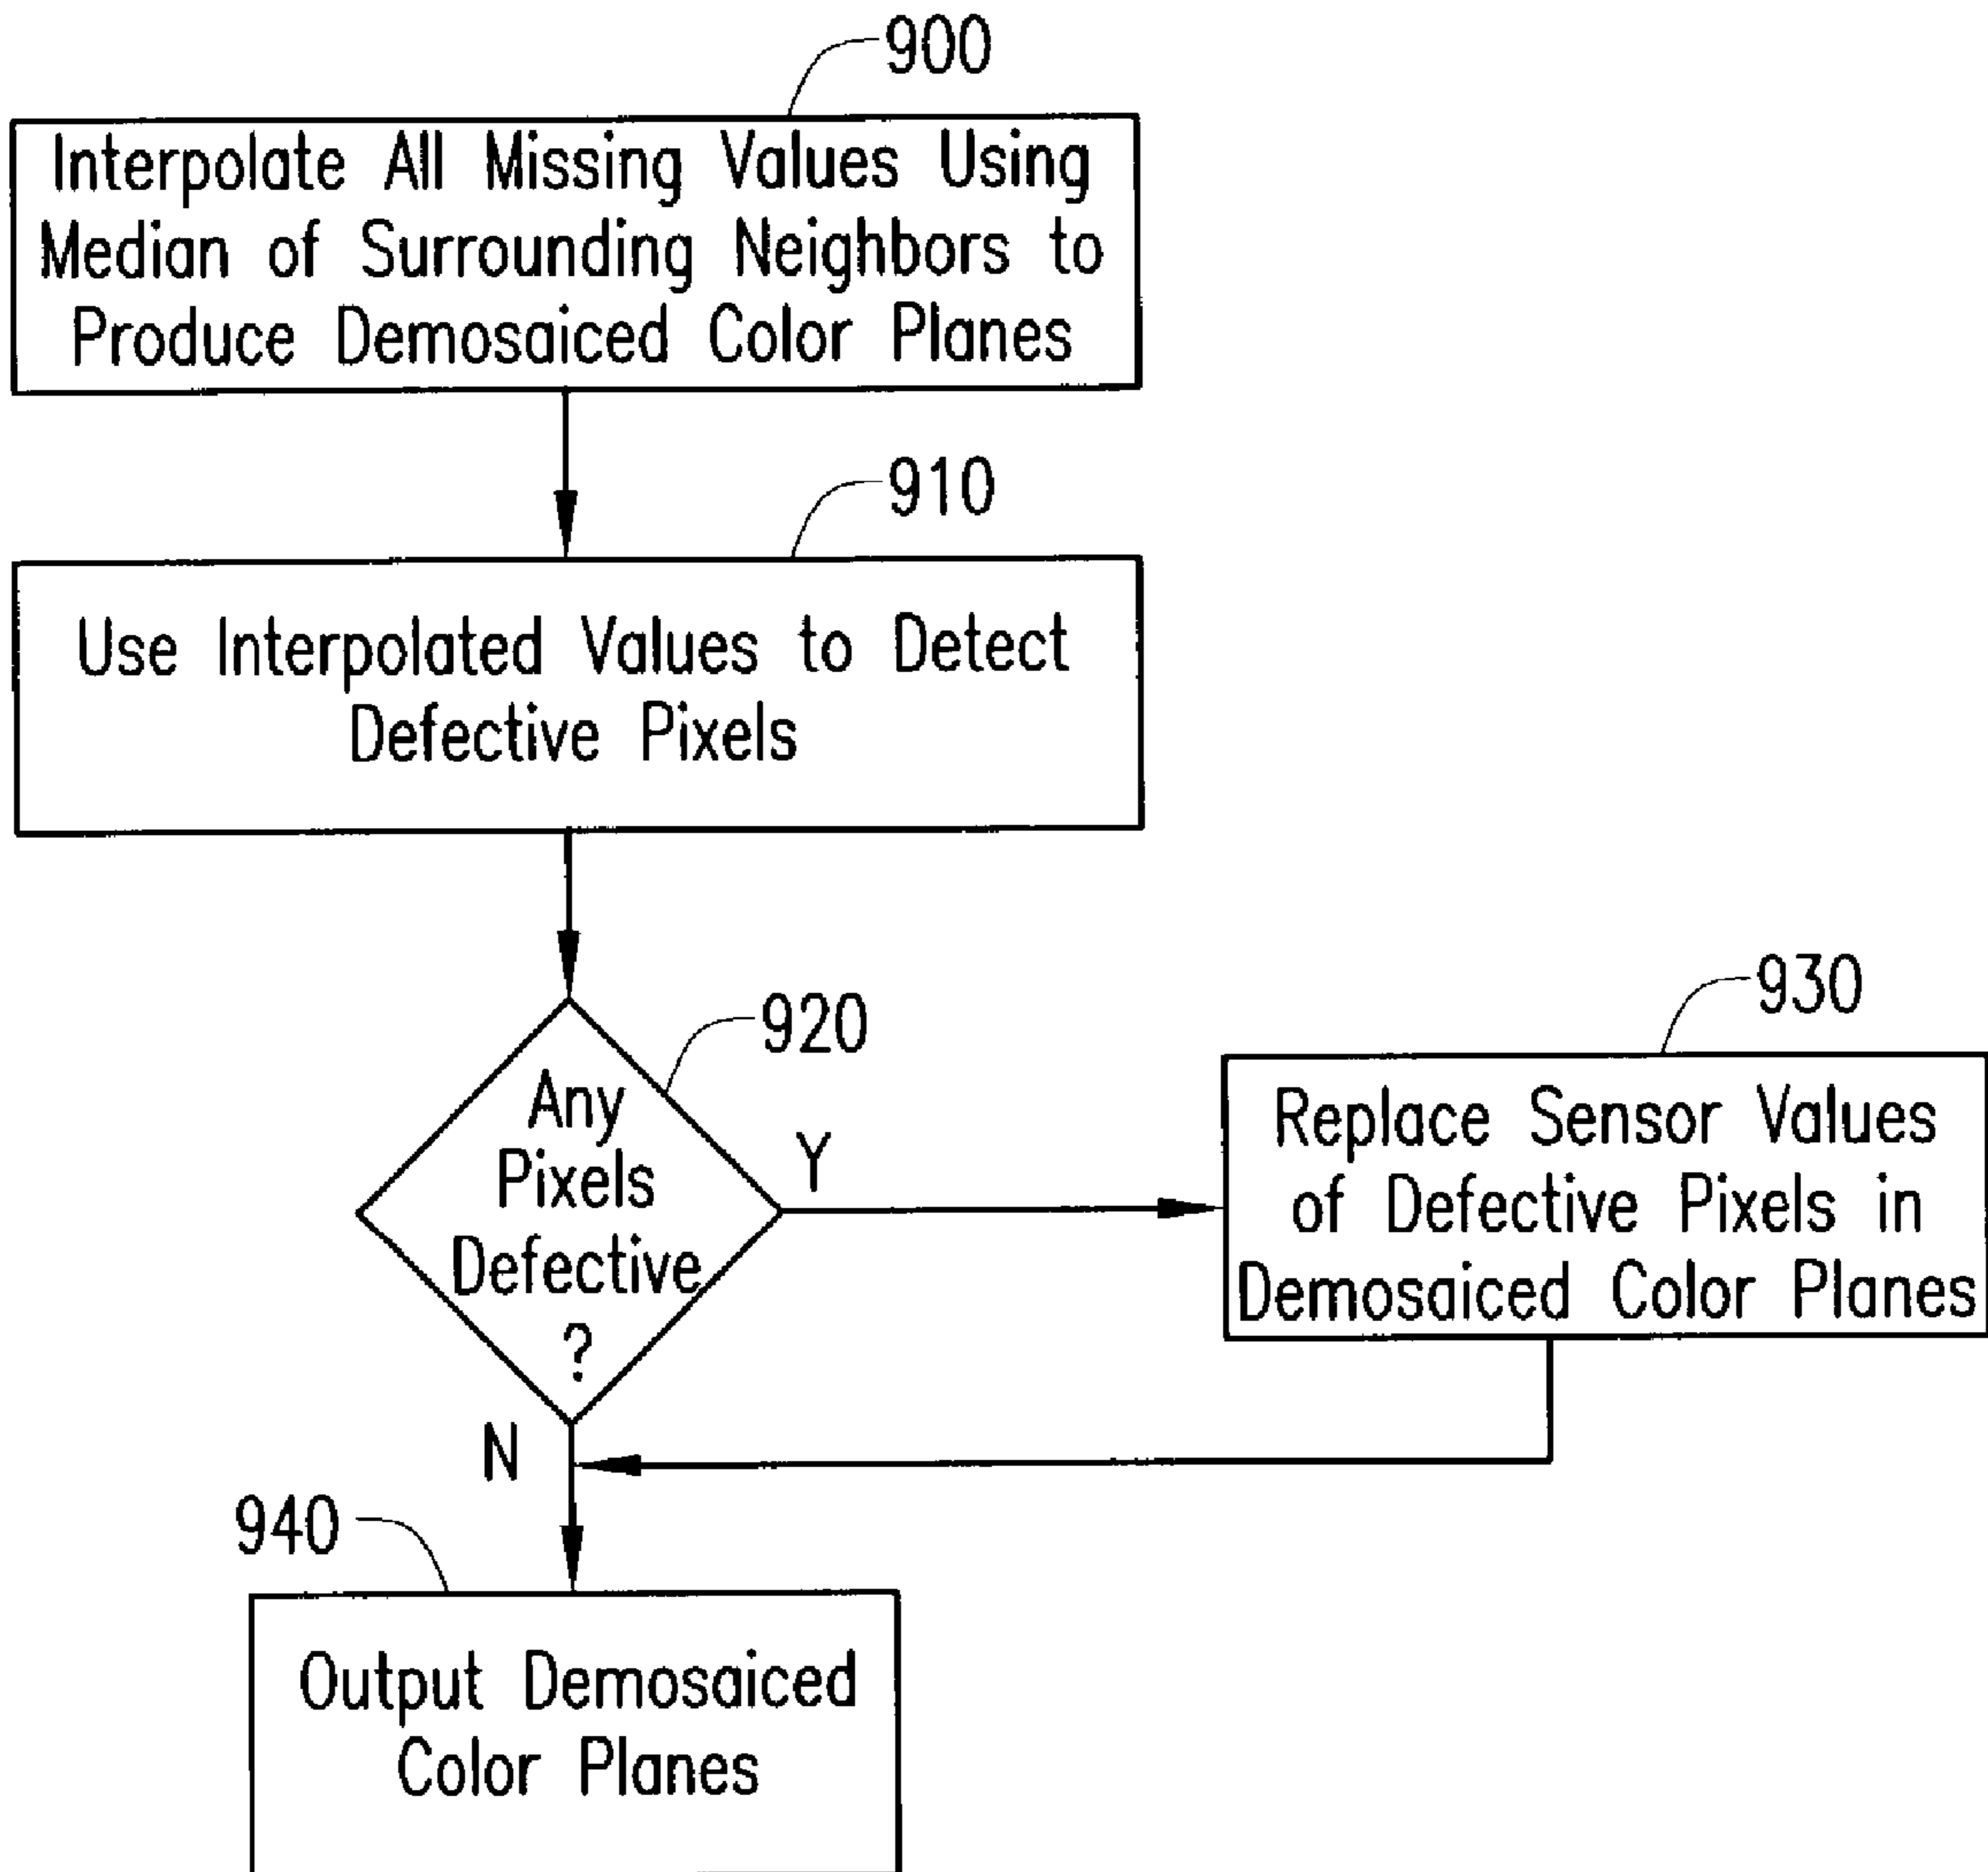 900
Interpolate All Missing Values Using
Median of Surrounding Neighbors to
Produce Demosaiced Color Planes
910
Use Interpolated Values to Detect
Defective Pixels
920
Any
Pixels
Defective
?
Y
930
Replace Sensor Values
of Defective Pixels in
Demosaiced Color Planes
N
940
Output Demosaiced
Color Planes